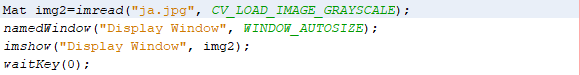 Mat img2=imread("ja.jpg", CV_LOAD_IMAGE_GRAYSCALE);
namedWindow("Display Window", WINDOW_AUTOSIZE);
imshow("Display Window", img2);
waitKey(0);